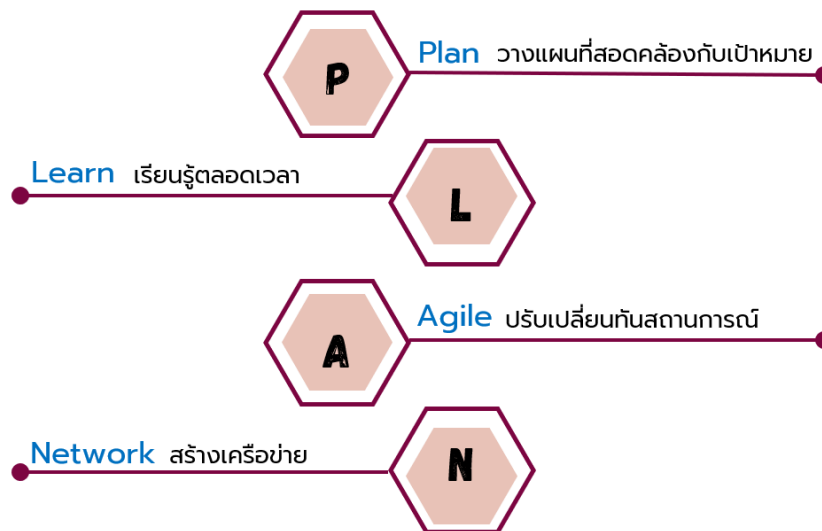 P
Plan วางแผนที่สอดคล้องกับเป้าหมาย
Learn เรียนรู้ตลอดเวลา
L
A
Agile ปรับเปลี่ยนทันสถานการณ์
Network สร้างเครือข่าย
N